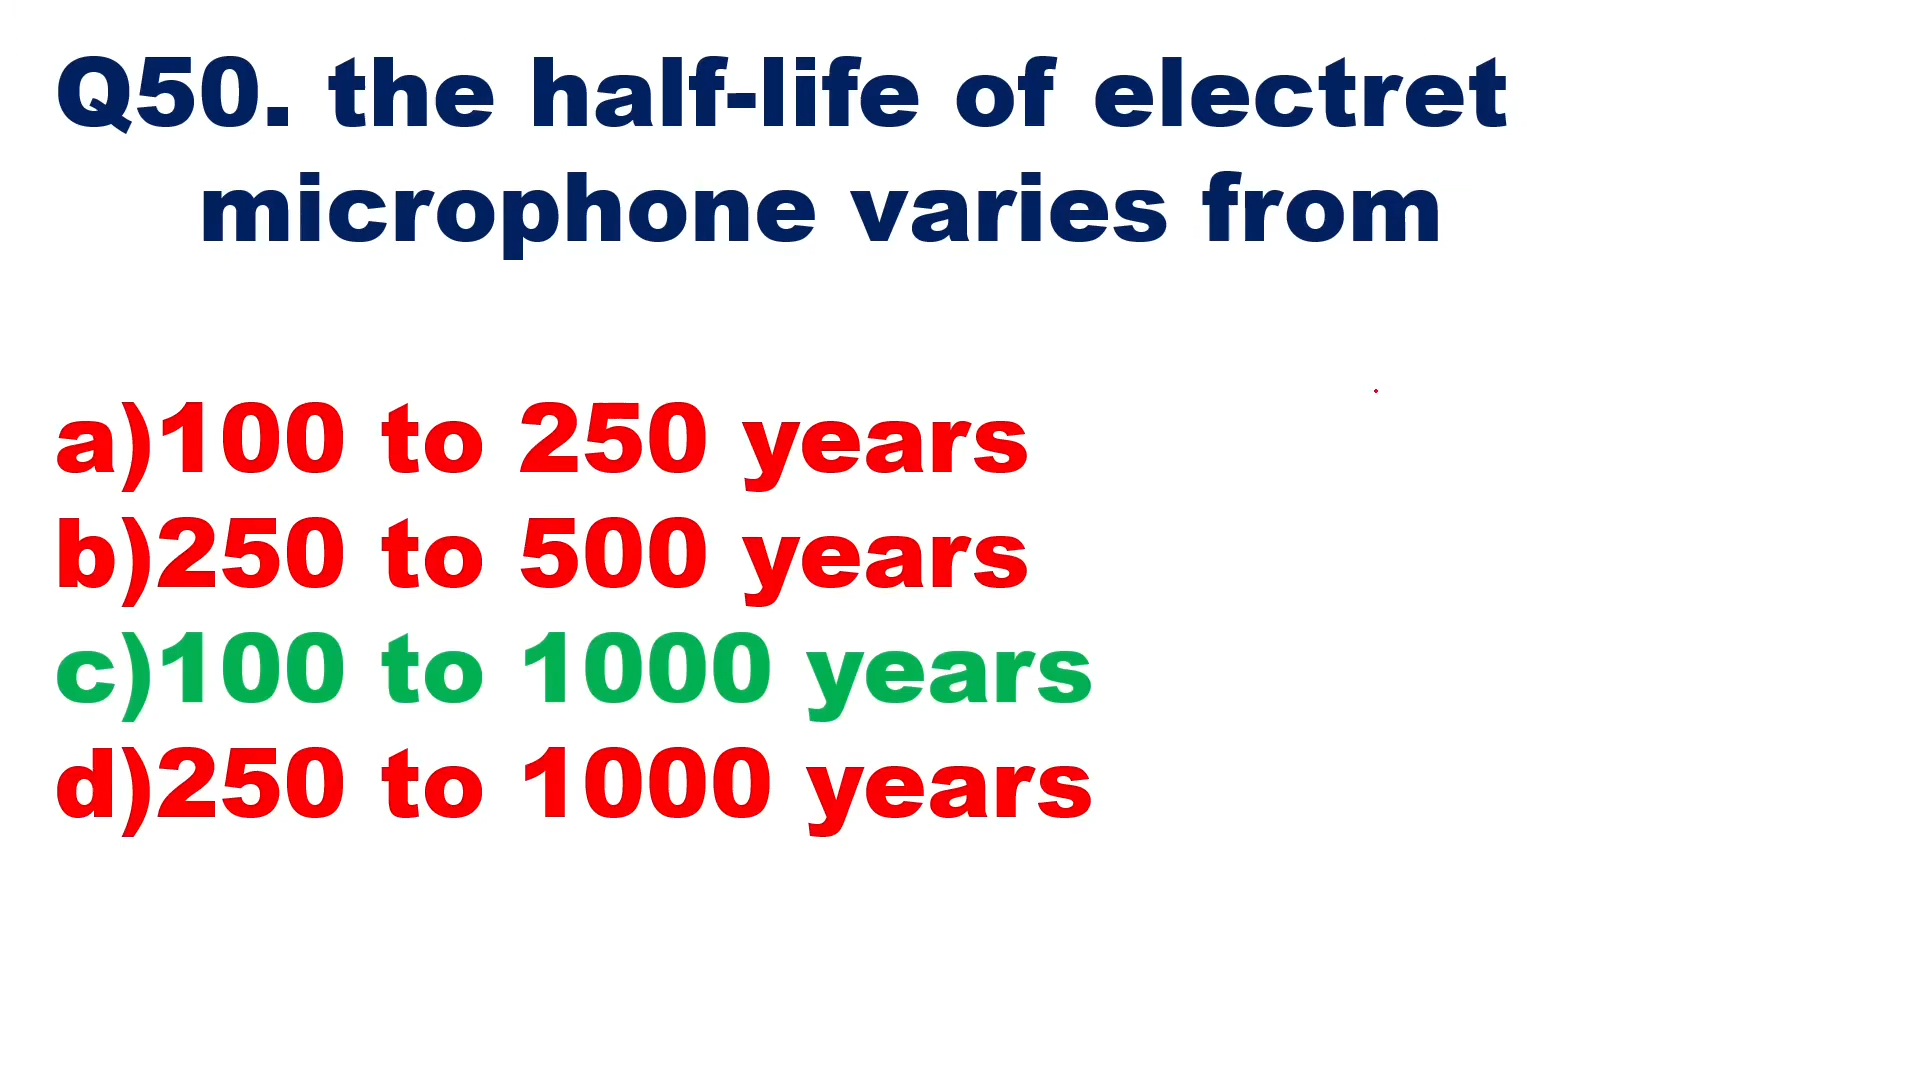 Q50. the half-life of electret
microphone varies from
a)100 to 250 years
b)250 to 500 years
c)100 to 1000 years
d)250 to 1000 years